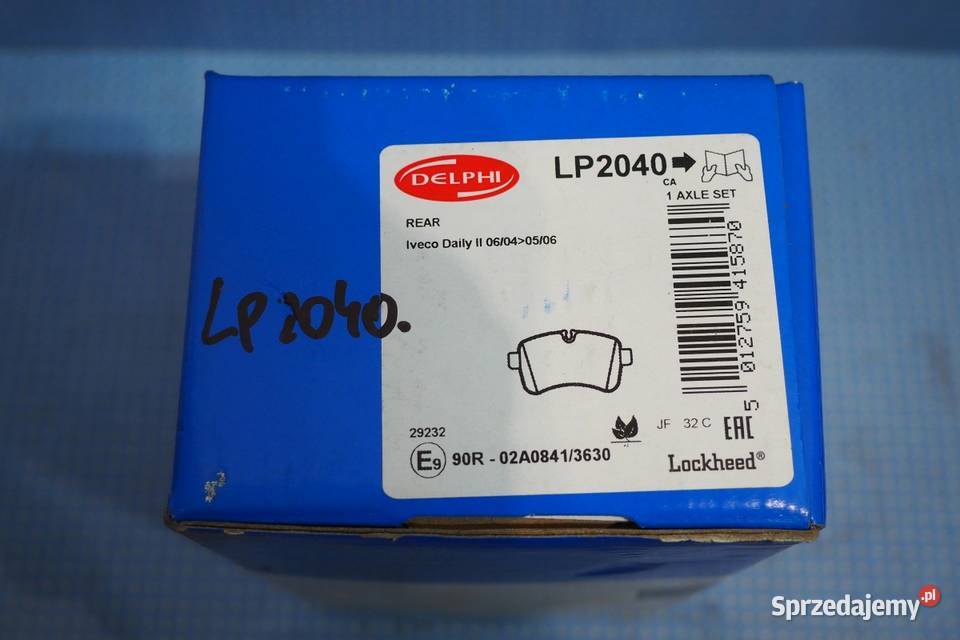 DELPHI
LP2040
CA
1 AXLE SET
REAR
Iveco Daily II 06/04>05/06
LP2040.
5 012759 415870
29232
E9 90R - 02A0841/3630
JF 32 C
EAC
Lockheed®
Sprzedajemy.pl